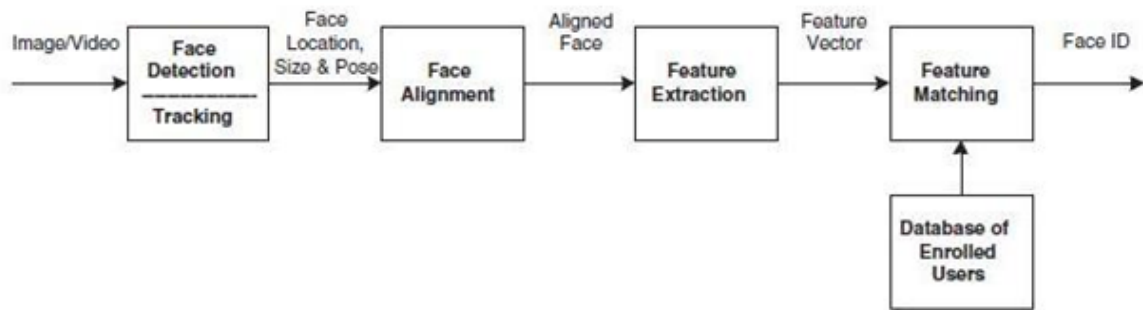 Image/Video
Face
Detection
Tracking
Face
Location,
Size & Pose
Face
Alignment
Aligned
Face
Feature
Extraction
Feature
Vector
Feature
Matching
Face ID
Database of
Enrolled
Users